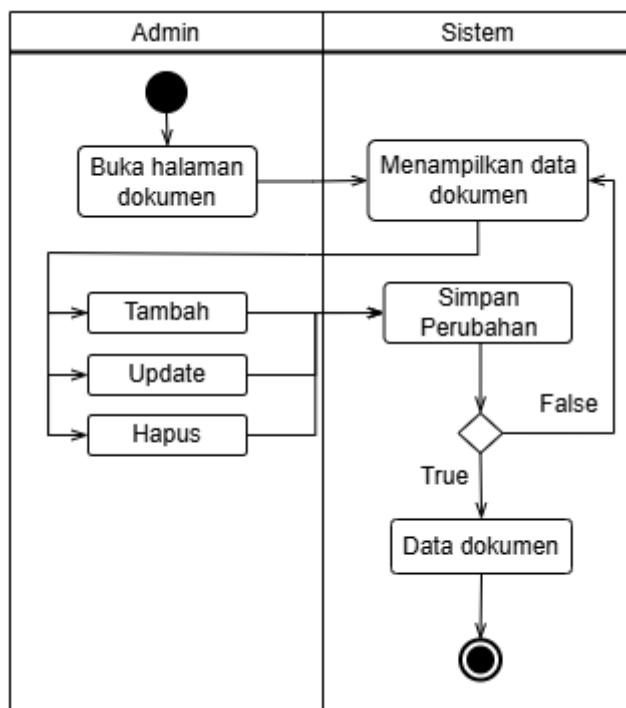 Admin
Sistem
Buka halaman
dokumen
Menampilkan data
dokumen
Tambah
Update
Hapus
Simpan
Perubahan
False
True
Data dokumen